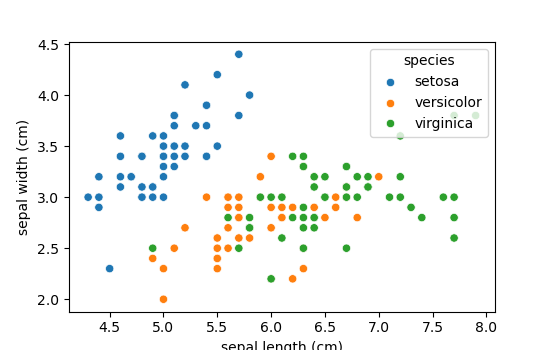 4.5
4.0
3.5
3.0
2.5
2.0
sepal width (cm)
species
setosa
versicolor
virginica
4.5 5.0 5.5 6.0 6.5 7.0 7.5 8.0
sepal length (cm)